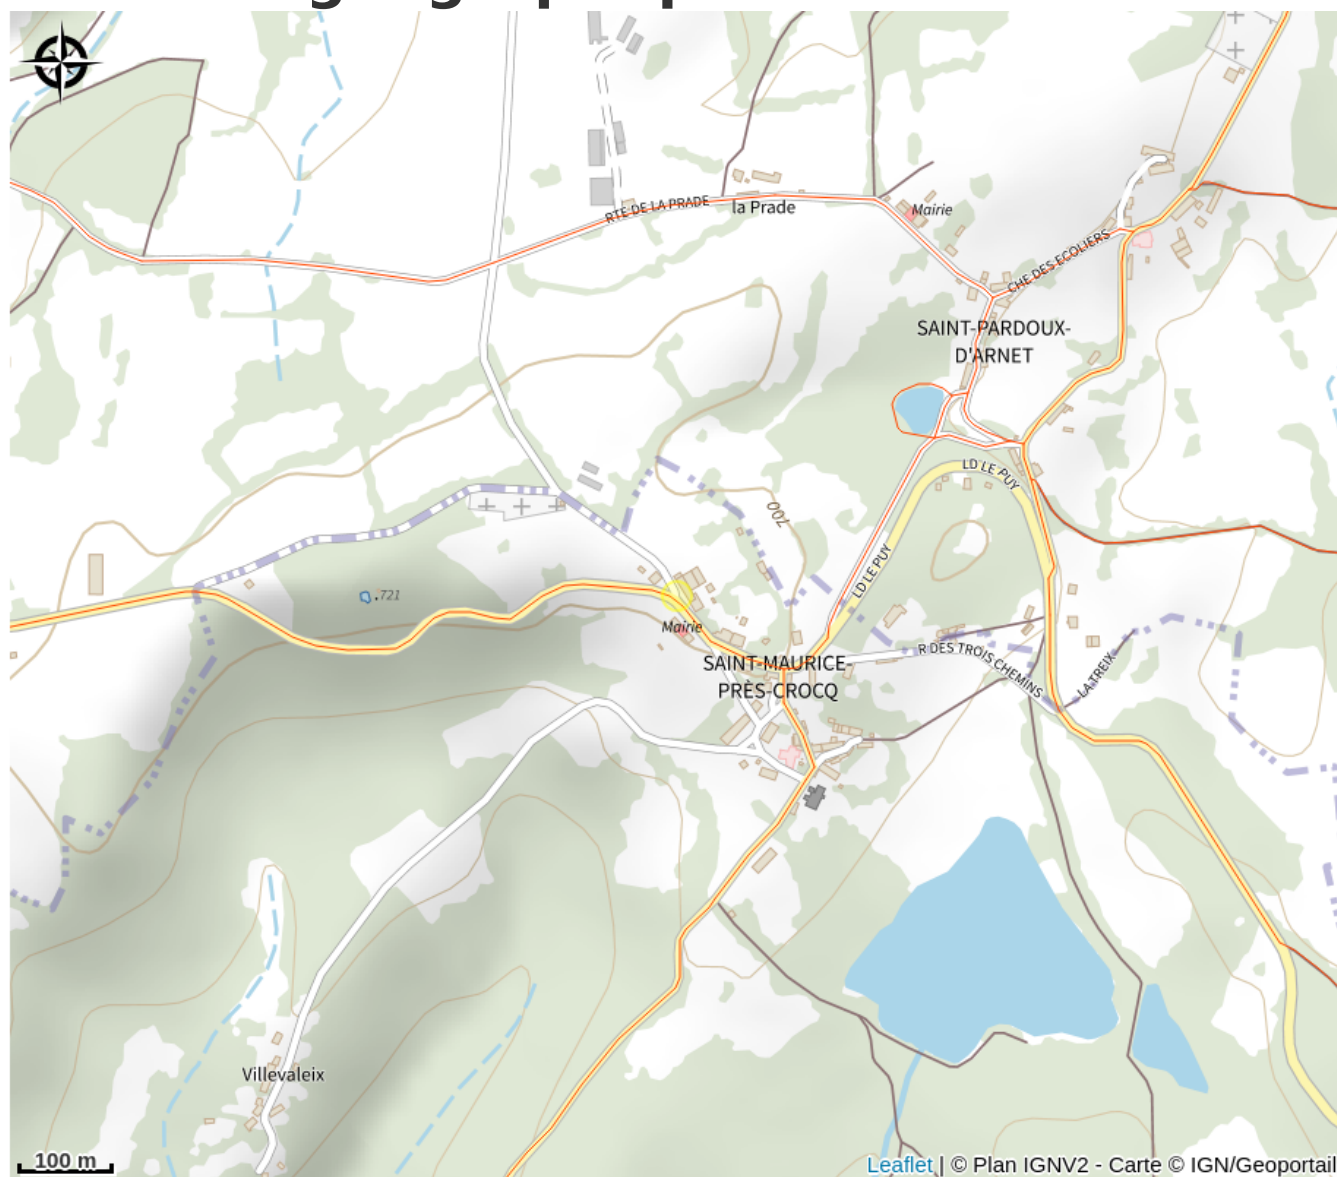 RTE DE LA PRADE
la Prade
Mairie
CHE DES ECOLIERS
SAINT-PARDOUX-
D'ARNET
LD LE PUY
700
LD LE PUY
.721
Mairie
SAINT-MAURICE-
PRÈS-CROCQ
R DES TROIS CHEMINS
LA TREIX
Villevaleix
100 m
Leaflet | © Plan IGNV2 - Carte © IGN/Geoportail